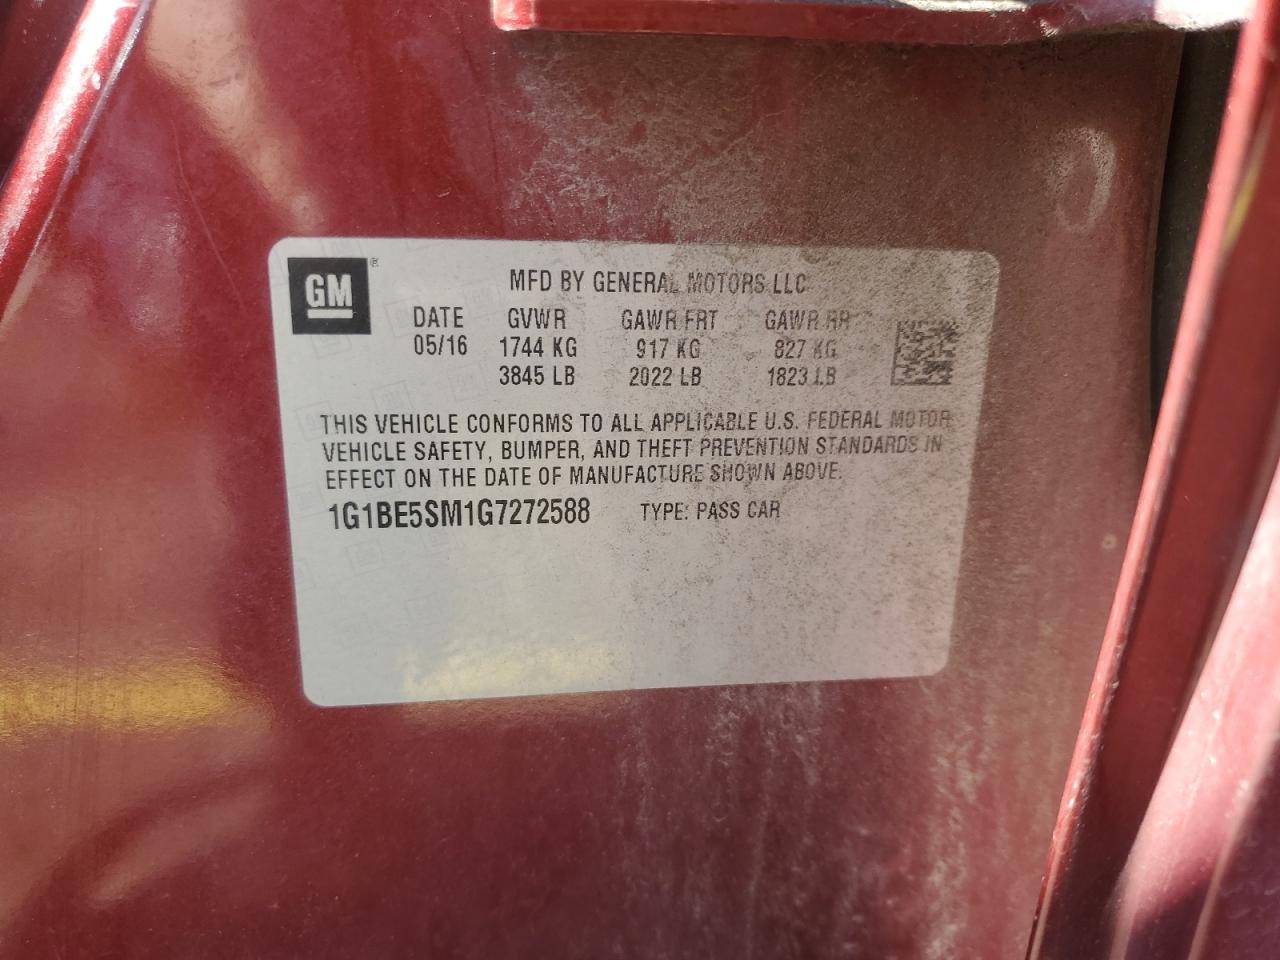 GM ®
MFD BY GENERAL MOTORS LLC
DATE GVWR GAWR FRT GAWR RR
05/16 1744 KG 917 KG 827 KG
3845 LB 2022 LB 1823 LB
THIS VEHICLE CONFORMS TO ALL APPLICABLE U.S. FEDERAL MOTOR
VEHICLE SAFETY, BUMPER, AND THEFT PREVENTION STANDARDS IN
EFFECT ON THE DATE OF MANUFACTURE SHOWN ABOVE.
1G1BE5SM1G7272588 TYPE: PASS CAR